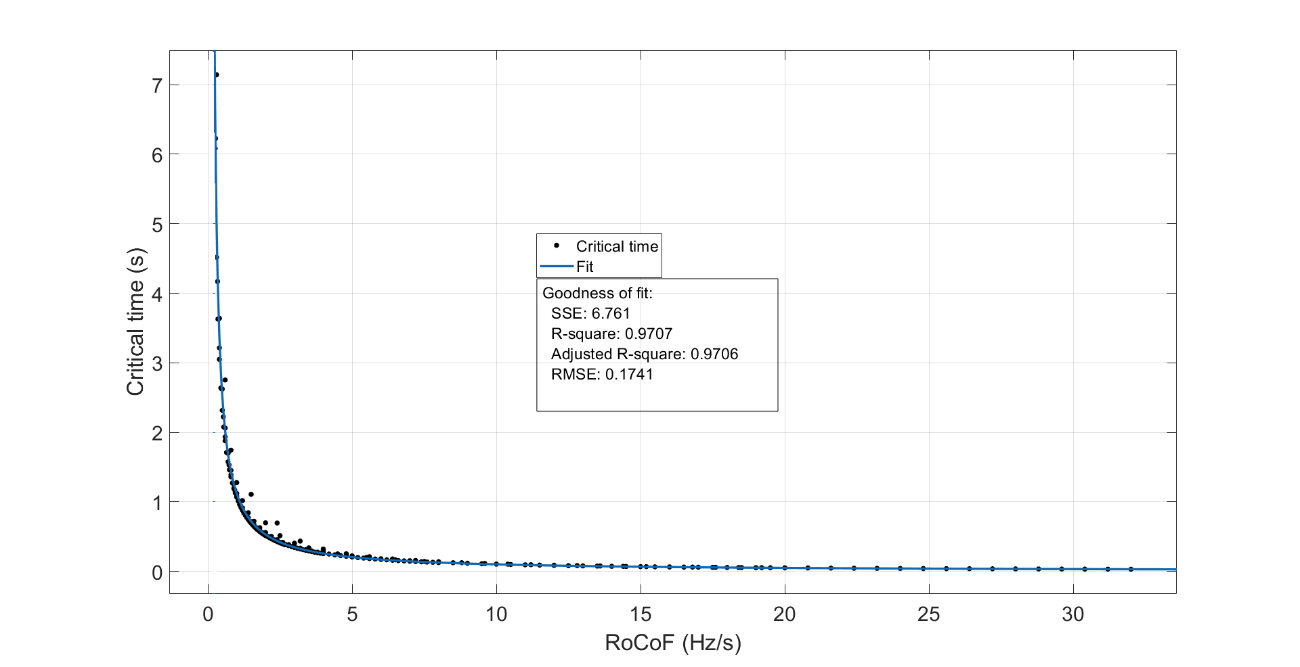 7
6
5
4
3
2
1
0
Critical time (s)
Critical time
Fit
Goodness of fit:
SSE: 6.761
R-square: 0.9707
Adjusted R-square: 0.9706
RMSE: 0.1741
0 5 10 15 20 25 30
RoCoF (Hz/s)